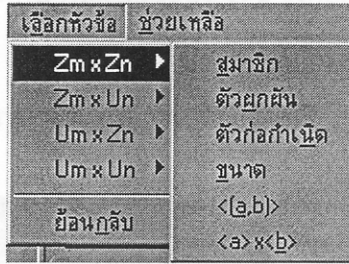 เลือกหัวข้อ ช่วยเหลือ
Zm x Zn
Zm x Un
Um x Zn
Um x Un
ย้อนกลับ
สมาชิก
ตัวผกผัน
ตัวก่อกำเนิด
ขนาด
<(a,b)>
<a> x <b>